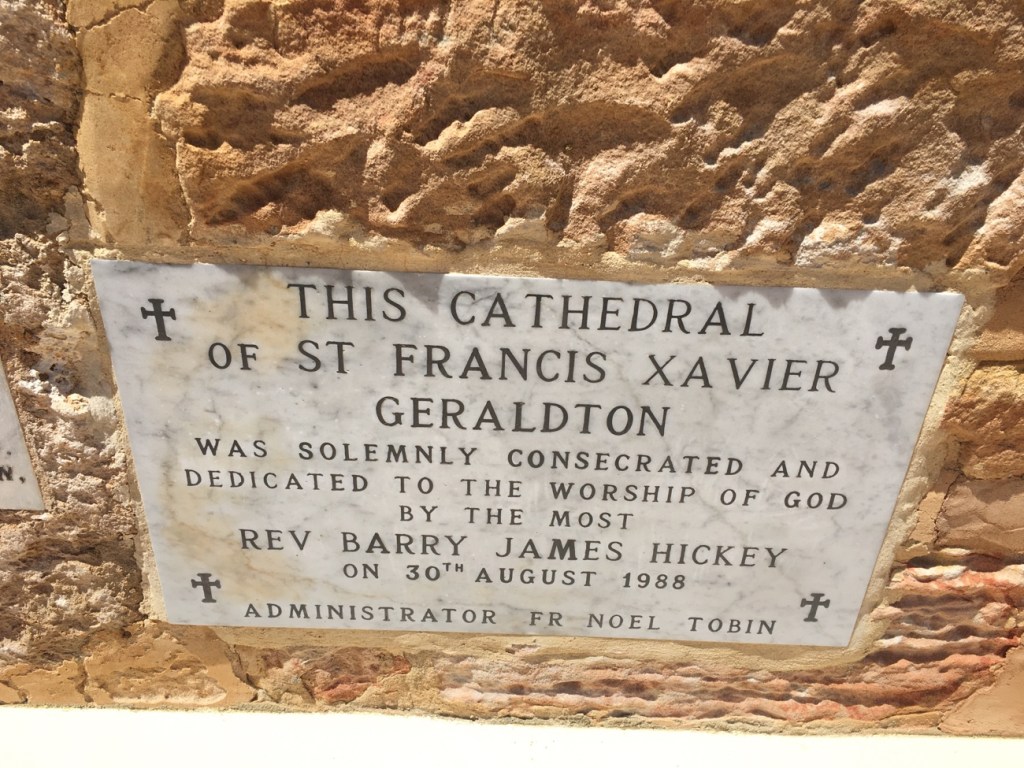 THIS CATHEDRAL
OF ST FRANCIS XAVIER
GERALDTON
WAS SOLEMNLY CONSECRATED AND
DEDICATED TO THE WORSHIP OF GOD
BY THE MOST
REV BARRY JAMES HICKEY
ON 30TH AUGUST 1988
ADMINISTRATOR FR NOEL TOBIN